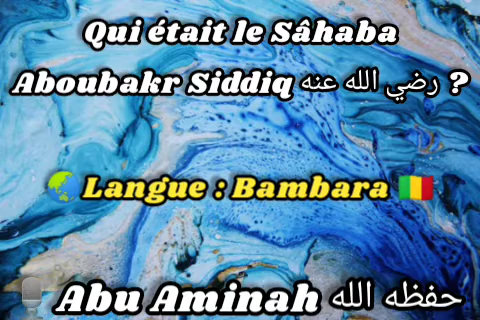 Qui était le Sâhaba
Aboubakr Siddiq رضي الله عنه ?
🌏 Langue : Bambara 🇲🇱
🎙 Abu Aminah حفظه الله